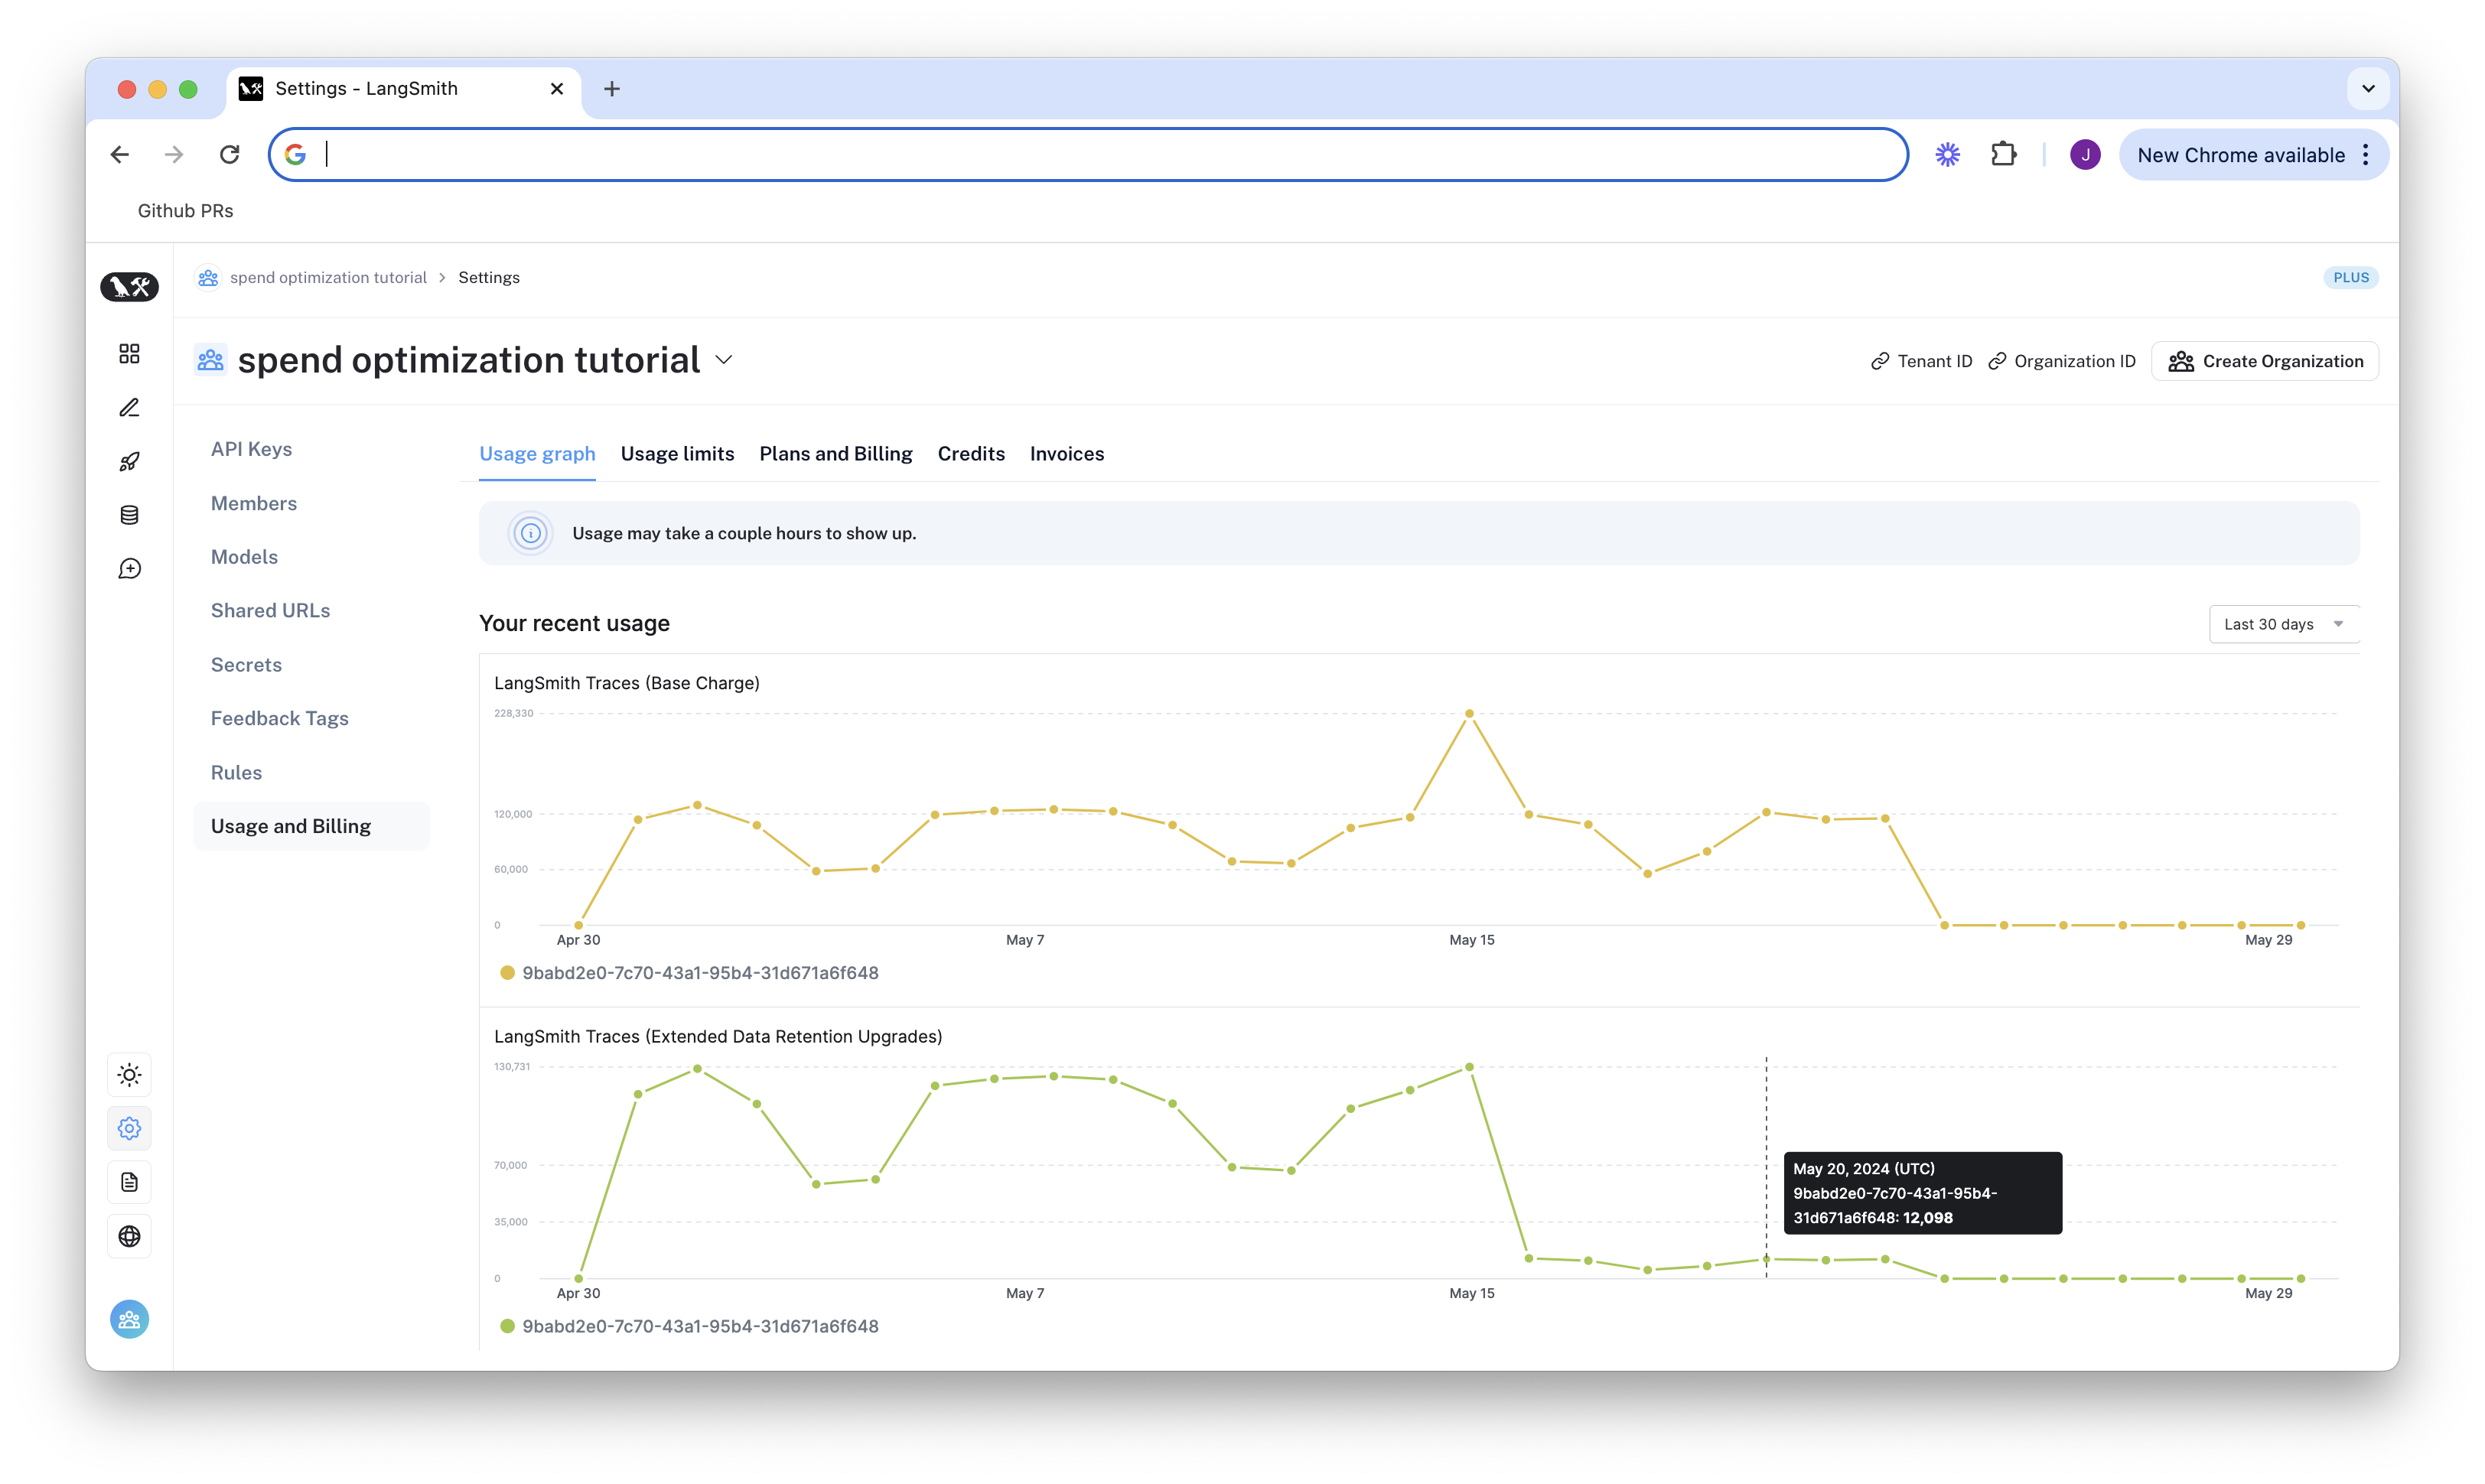 Settings - LangSmith
J
New Chrome available
Github PRs
spend optimization tutorial > Settings
PLUS
spend optimization tutorial
Tenant ID
Organization ID
Create Organization
API Keys
Members
Models
Shared URLs
Secrets
Feedback Tags
Rules
Usage and Billing
Usage graph
Usage limits
Plans and Billing
Credits
Invoices
Usage may take a couple hours to show up.
Your recent usage
Last 30 days
LangSmith Traces (Base Charge)
228,330
120,000
60,000
0
Apr 30
May 7
May 15
May 29
9babd2e0-7c70-43a1-95b4-31d671a6f648
LangSmith Traces (Extended Data Retention Upgrades)
130,731
70,000
35,000
0
May 20, 2024 (UTC)
9babd2e0-7c70-43a1-95b4-
31d671a6f648: 12,098
Apr 30
May 7
May 15
May 29
9babd2e0-7c70-43a1-95b4-31d671a6f648